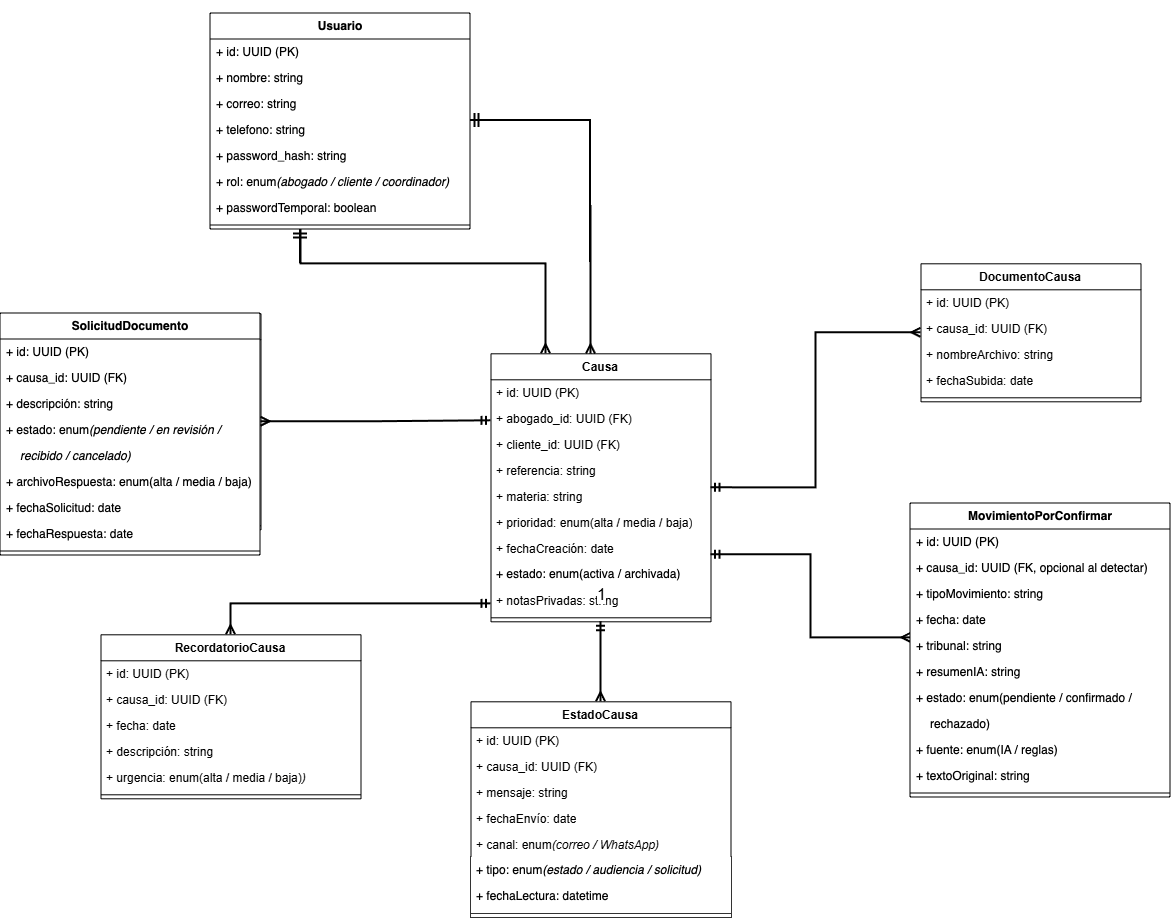 Usuario
+ id: UUID (PK)
+ nombre: string
+ correo: string
+ telefono: string
+ password_hash: string
+ rol: enum(abogado / cliente / coordinador)
+ passwordTemporal: boolean
SolicitudDocumento
+ id: UUID (PK)
+ causa_id: UUID (FK)
+ descripción: string
+ estado: enum(pendiente / en revisión /
recibido / cancelado)
+ archivoRespuesta: enum(alta / media / baja)
+ fechaSolicitud: date
+ fechaRespuesta: date
Causa
+ id: UUID (PK)
+ abogado_id: UUID (FK)
+ cliente_id: UUID (FK)
+ referencia: string
+ materia: string
+ prioridad: enum(alta / media / baja)
+ fechaCreación: date
+ estado: enum(activa / archivada)
1
+ notasPrivadas: string
DocumentoCausa
+ id: UUID (PK)
+ causa_id: UUID (FK)
+ nombreArchivo: string
+ fechaSubida: date
MovimientoPorConfirmar
+ id: UUID (PK)
+ causa_id: UUID (FK, opcional al detectar)
+ tipoMovimiento: string
+ fecha: date
+ tribunal: string
+ resumenIA: string
+ estado: enum(pendiente / confirmado /
rechazado)
+ fuente: enum(IA / reglas)
+ textoOriginal: string
RecordatorioCausa
+ id: UUID (PK)
+ causa_id: UUID (FK)
+ fecha: date
+ descripción: string
+ urgencia: enum(alta / media / baja))
EstadoCausa
+ id: UUID (PK)
+ causa_id: UUID (FK)
+ mensaje: string
+ fechaEnvío: date
+ canal: enum(correo / WhatsApp)
+ tipo: enum(estado / audiencia / solicitud)
+ fechaLectura: datetime